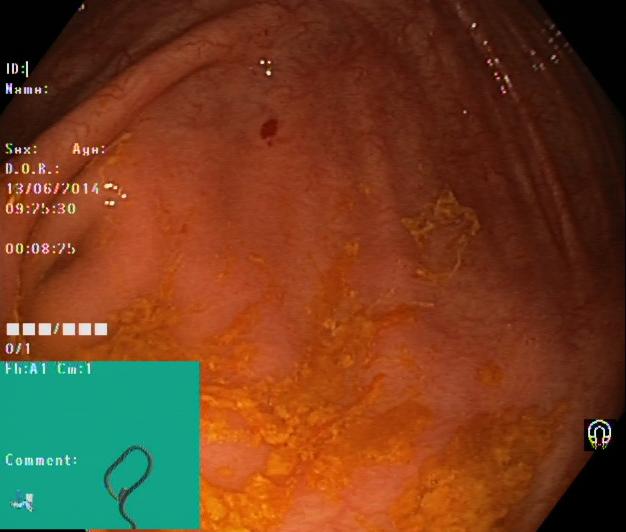 ID:
Name:
Sex: Age:
D.O.B.:
13/06/2014
09:25:30
00:08:25
■■■/■■■
0/1
Ph:A1 Cm:1
Comment: